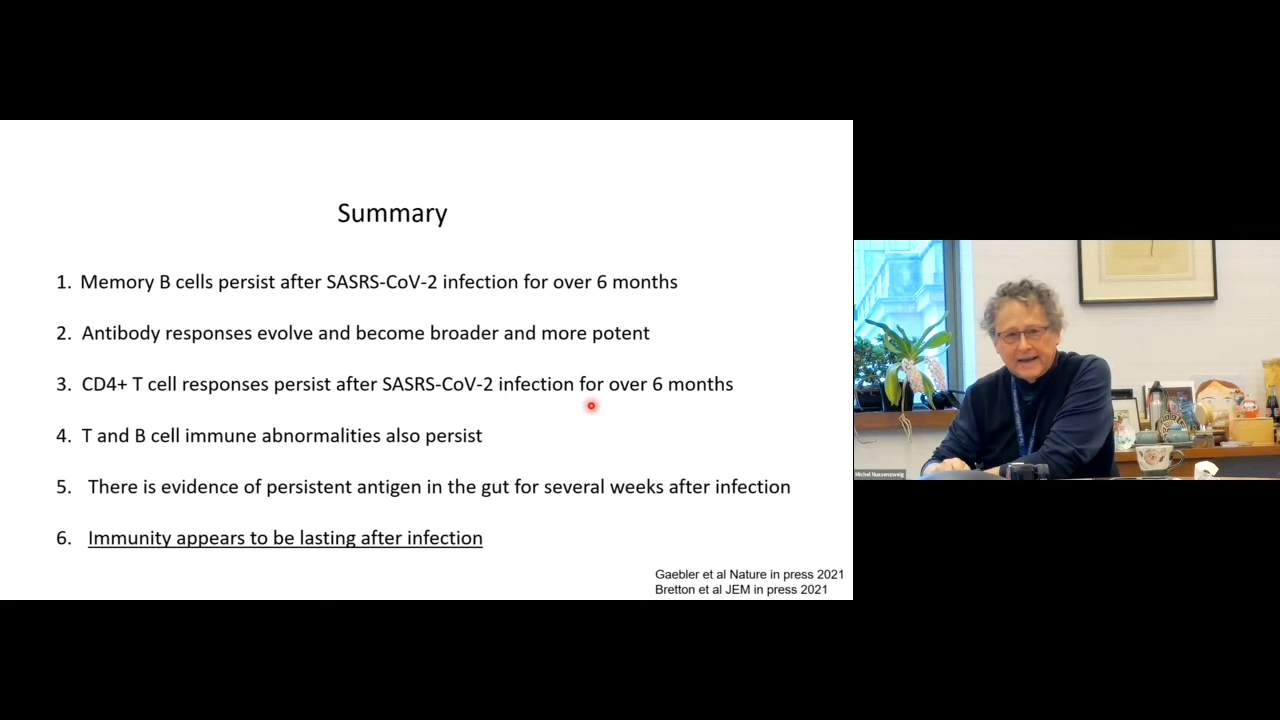 Summary
1. Memory B cells persist after SASRS-CoV-2 infection for over 6 months
2. Antibody responses evolve and become broader and more potent
3. CD4+ T cell responses persist after SASRS-CoV-2 infection for over 6 months
4. T and B cell immune abnormalities also persist
5. There is evidence of persistent antigen in the gut for several weeks after infection
6. Immunity appears to be lasting after infection
Gaebler et al Nature in press 2021
Bretton et al JEM in press 2021
Michel Nussenzweig